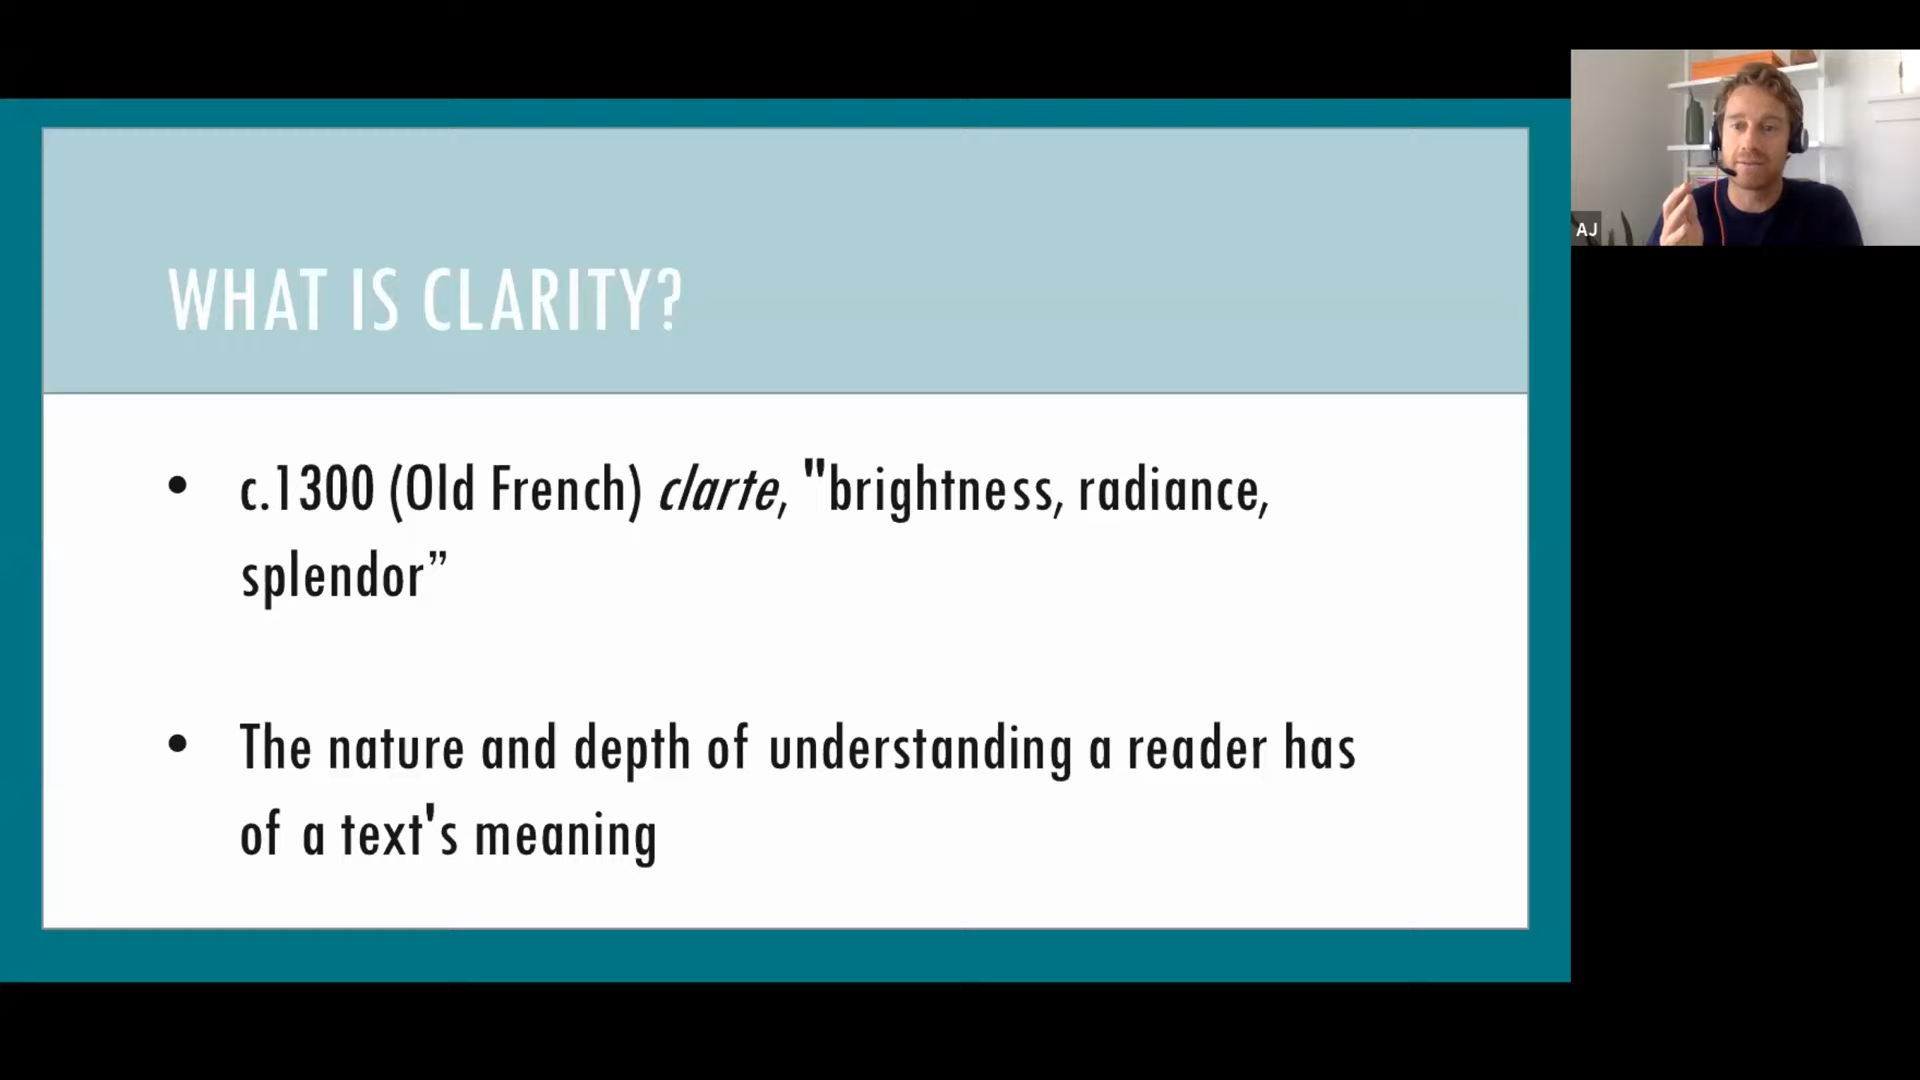 WHAT IS CLARITY?
• c.1300 (Old French) clarte, "brightness, radiance,
splendor”
• The nature and depth of understanding a reader has
of a text's meaning
AJ